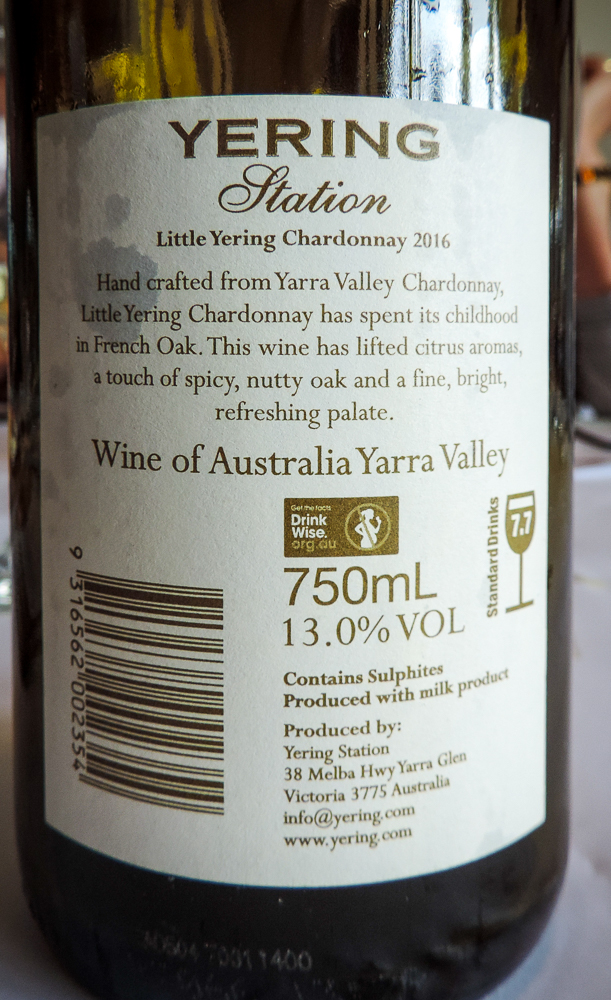 YERING
Station
Little Yering Chardonnay 2016
Hand crafted from Yarra Valley Chardonnay,
Little Yering Chardonnay has spent its childhood
in French Oak. This wine has lifted citrus aromas,
a touch of spicy, nutty oak and a fine, bright,
refreshing palate.
Wine of Australia Yarra Valley
Get the facts
Drink
Wise.
org.au
7.7
Standard Drinks
750mL
13.0% VOL
Contains Sulphites
Produced with milk product
Produced by:
Yering Station
38 Melba Hwy Yarra Glen
Victoria 3775 Australia
info@yering.com
www.yering.com
9 316562 002354